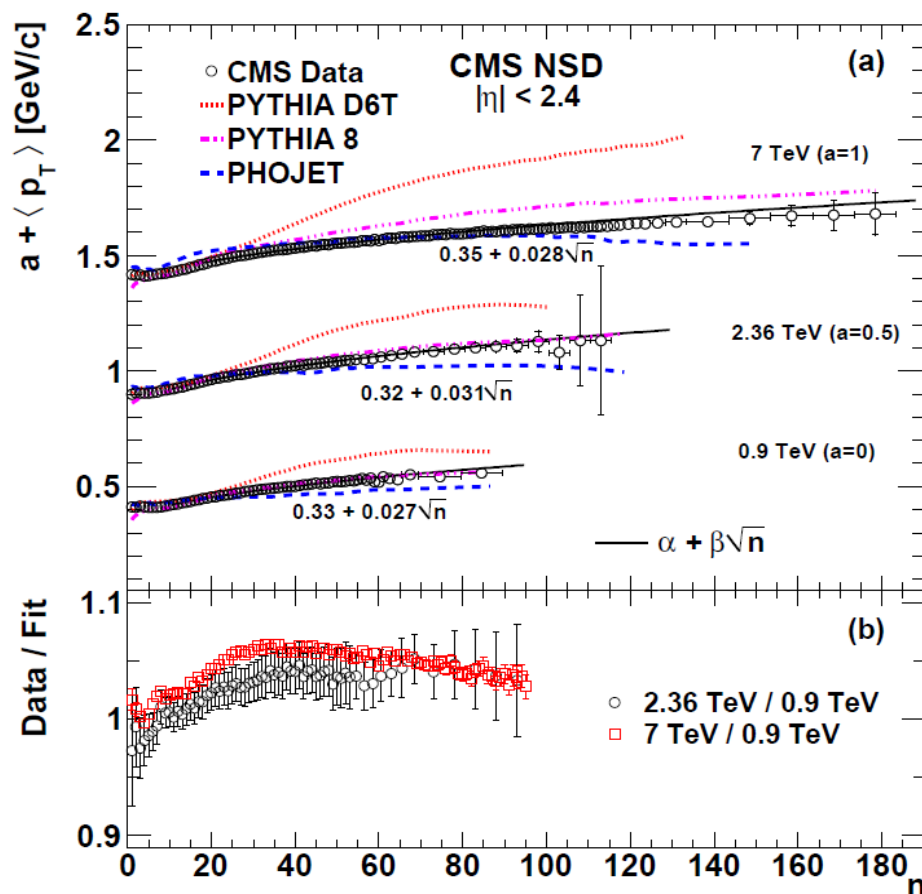 a + ⟨ p_T ⟩ [GeV/c]
2.5
2
1.5
1
0.5
CMS Data
PYTHIA D6T
PYTHIA 8
PHOJET
CMS NSD
|η| < 2.4
(a)
7 TeV (a=1)
0.35 + 0.028√n
2.36 TeV (a=0.5)
0.32 + 0.031√n
0.9 TeV (a=0)
0.33 + 0.027√n
α + β√n
Data / Fit
1.1
1
0.9
(b)
2.36 TeV / 0.9 TeV
7 TeV / 0.9 TeV
0 20 40 60 80 100 120 140 160 180
n